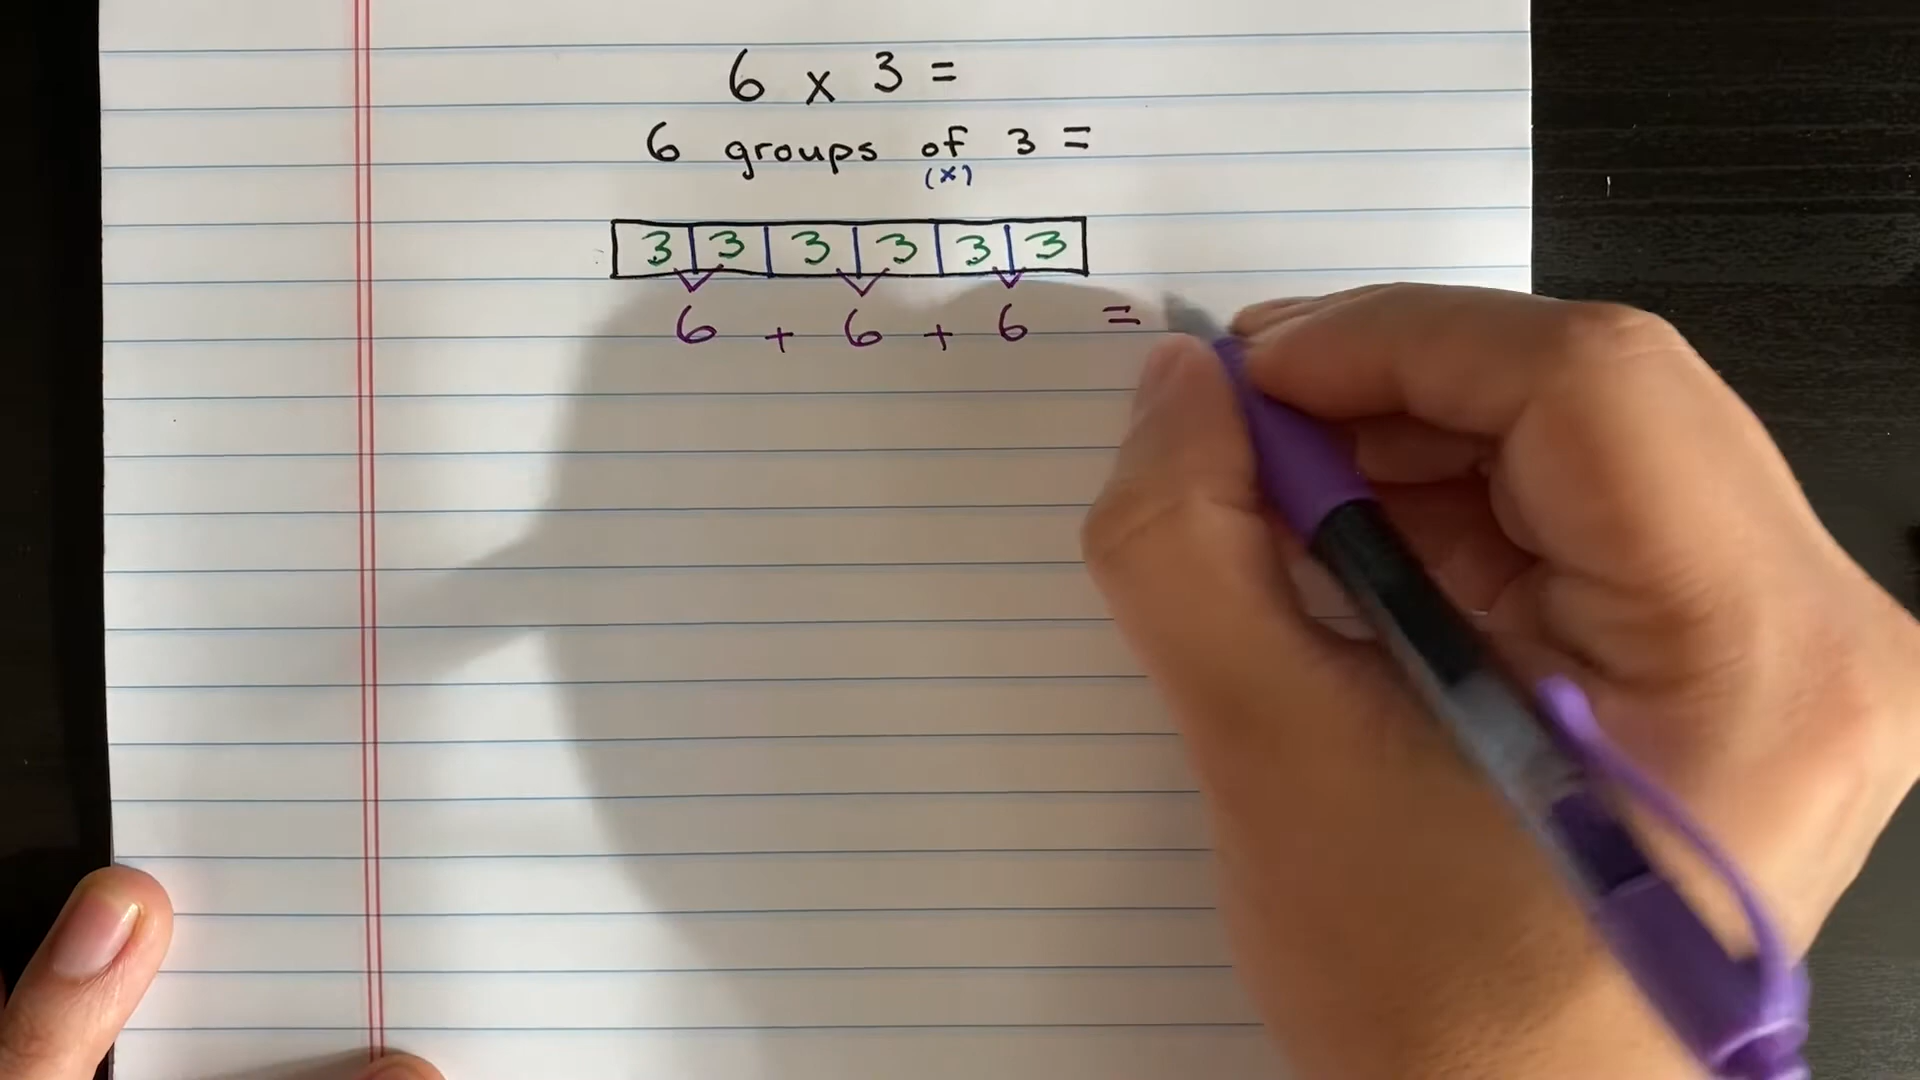 6 x 3 =
6 groups of 3 =
(x)
3 3 3 3 3 3
6 + 6 + 6 =